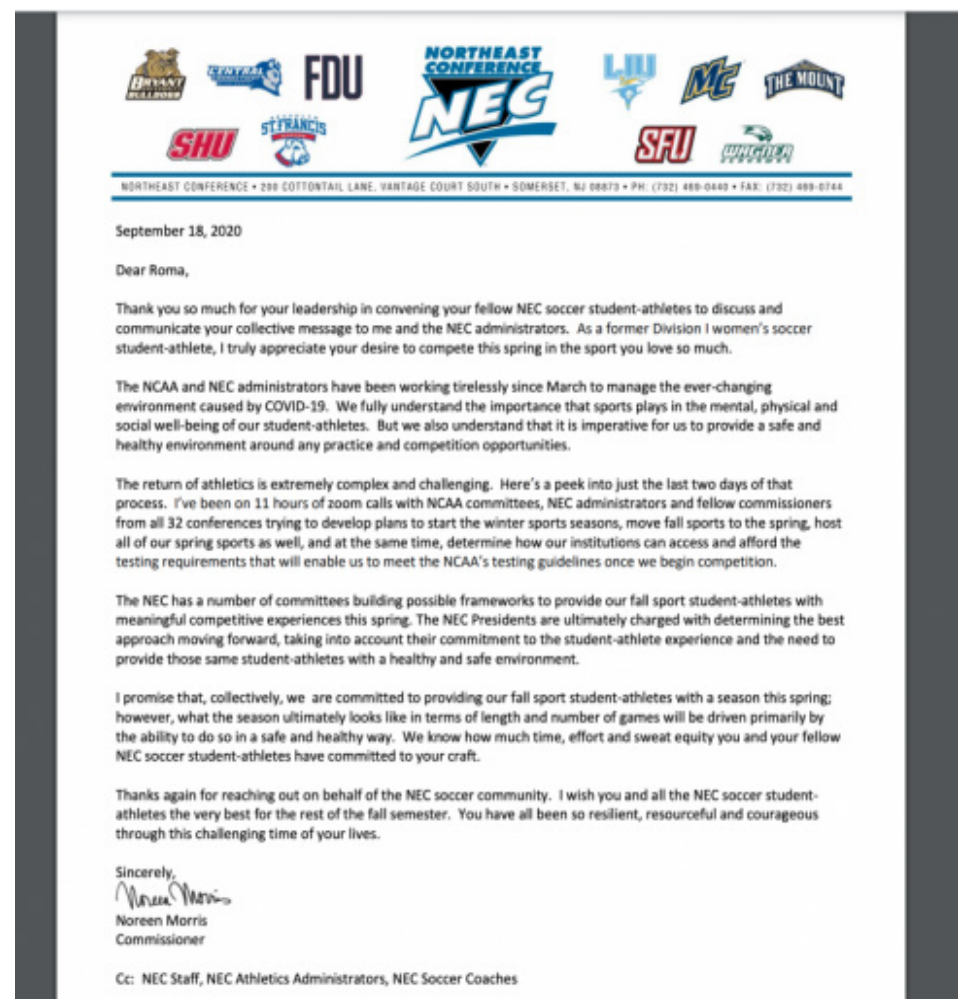 BRYANT
BULLDOGS
CENTRAL
FDU
NORTHEAST
CONFERENCE
NEC
LIU
MC
THE MOUNT
SHU
ST. FRANCIS
SFU
WAGNER
NORTHEAST CONFERENCE • 200 COTTONTAIL LANE, VANTAGE COURT SOUTH • SOMERSET, NJ 08873 • PH: (732) 469-0440 • FAX: (732) 469-0744
September 18, 2020
Dear Roma,
Thank you so much for your leadership in convening your fellow NEC soccer student-athletes to discuss and
communicate your collective message to me and the NEC administrators.  As a former Division I women's soccer
student-athlete, I truly appreciate your desire to compete this spring in the sport you love so much.
The NCAA and NEC administrators have been working tirelessly since March to manage the ever-changing
environment caused by COVID-19.  We fully understand the importance that sports plays in the mental, physical and
social well-being of our student-athletes.  But we also understand that it is imperative for us to provide a safe and
healthy environment around any practice and competition opportunities.
The return of athletics is extremely complex and challenging.  Here's a peek into just the last two days of that
process.  I've been on 11 hours of zoom calls with NCAA committees, NEC administrators and fellow commissioners
from all 32 conferences trying to develop plans to start the winter sports seasons, move fall sports to the spring, host
all of our spring sports as well, and at the same time, determine how our institutions can access and afford the
testing requirements that will enable us to meet the NCAA's testing guidelines once we begin competition.
The NEC has a number of committees building possible frameworks to provide our fall sport student-athletes with
meaningful competitive experiences this spring. The NEC Presidents are ultimately charged with determining the best
approach moving forward, taking into account their commitment to the student-athlete experience and the need to
provide those same student-athletes with a healthy and safe environment.
I promise that, collectively, we  are committed to providing our fall sport student-athletes with a season this spring;
however, what the season ultimately looks like in terms of length and number of games will be driven primarily by
the ability to do so in a safe and healthy way.  We know how much time, effort and sweat equity you and your fellow
NEC soccer student-athletes have committed to your craft.
Thanks again for reaching out on behalf of the NEC soccer community.  I wish you and all the NEC soccer student-
athletes the very best for the rest of the fall semester.  You have all been so resilient, resourceful and courageous
through this challenging time of your lives.
Sincerely,
Noreen Morris
Noreen Morris
Commissioner
Cc:  NEC Staff, NEC Athletics Administrators, NEC Soccer Coaches